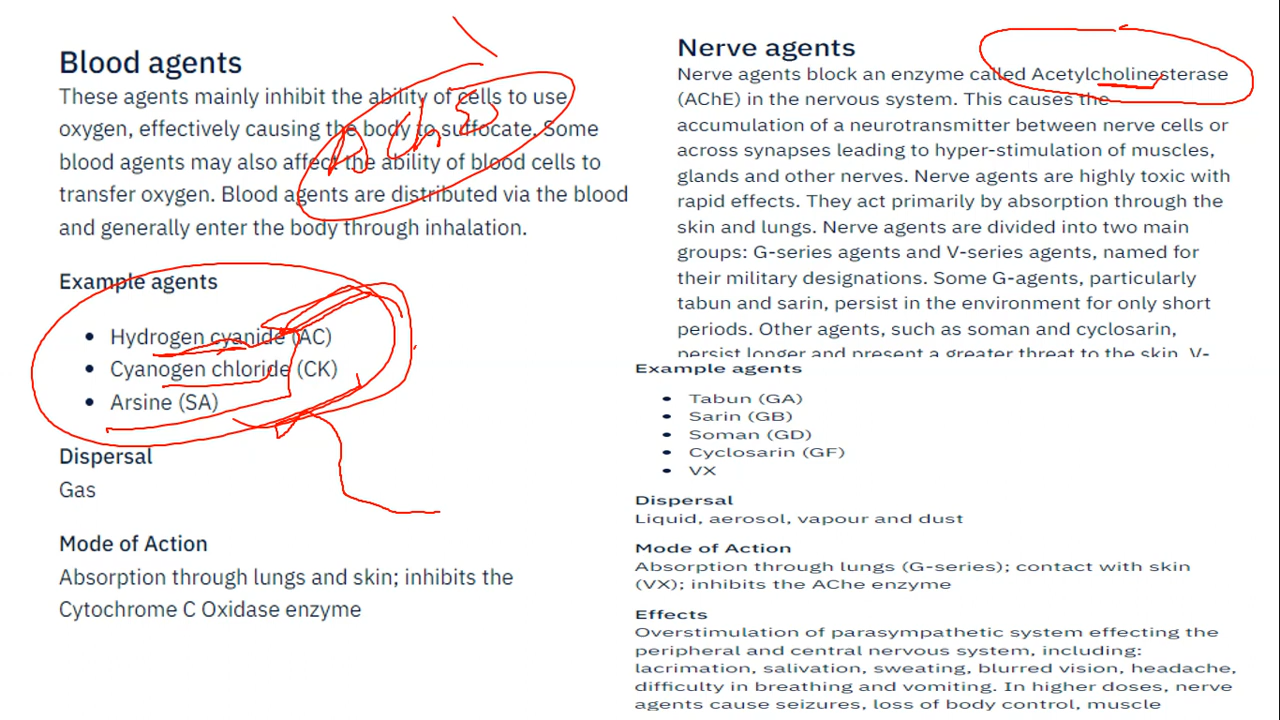 Blood agents
These agents mainly inhibit the ability of cells to use
oxygen, effectively causing the body to suffocate. Some
blood agents may also affect the ability of blood cells to
transfer oxygen. Blood agents are distributed via the blood
and generally enter the body through inhalation.
Example agents
• Hydrogen cyanide (AC)
• Cyanogen chloride (CK)
• Arsine (SA)
Dispersal
Gas
Mode of Action
Absorption through lungs and skin; inhibits the
Cytochrome C Oxidase enzyme
Nerve agents
Nerve agents block an enzyme called Acetylcholinesterase
(AChE) in the nervous system. This causes the
accumulation of a neurotransmitter between nerve cells or
across synapses leading to hyper-stimulation of muscles,
glands and other nerves. Nerve agents are highly toxic with
rapid effects. They act primarily by absorption through the
skin and lungs. Nerve agents are divided into two main
groups: G-series agents and V-series agents, named for
their military designations. Some G-agents, particularly
tabun and sarin, persist in the environment for only short
periods. Other agents, such as soman and cyclosarin,
persist longer and present a greater threat to the skin. V-
Example agents
• Tabun (GA)
• Sarin (GB)
• Soman (GD)
• Cyclosarin (GF)
• VX
Dispersal
Liquid, aerosol, vapour and dust
Mode of Action
Absorption through lungs (G-series); contact with skin
(VX); inhibits the AChe enzyme
Effects
Overstimulation of parasympathetic system effecting the
peripheral and central nervous system, including:
lacrimation, salivation, sweating, blurred vision, headache,
difficulty in breathing and vomiting. In higher doses, nerve
agents cause seizures, loss of body control, muscle